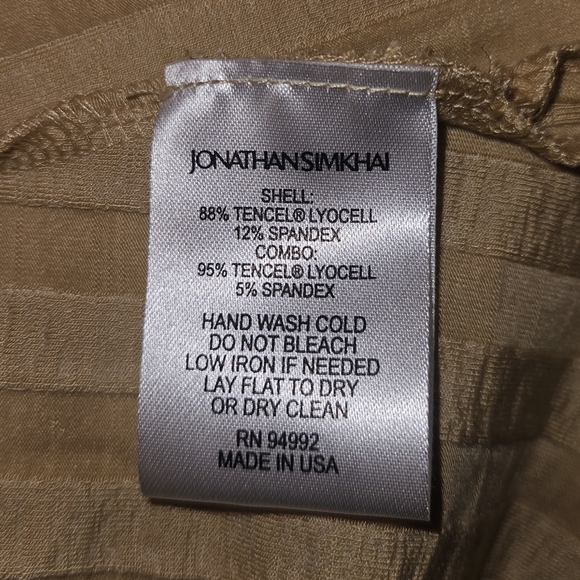 JONATHAN SIMKHAI
SHELL:
88% TENCEL® LYOCELL
12% SPANDEX
COMBO:
95% TENCEL® LYOCELL
5% SPANDEX
HAND WASH COLD
DO NOT BLEACH
LOW IRON IF NEEDED
LAY FLAT TO DRY
OR DRY CLEAN
RN 94992
MADE IN USA